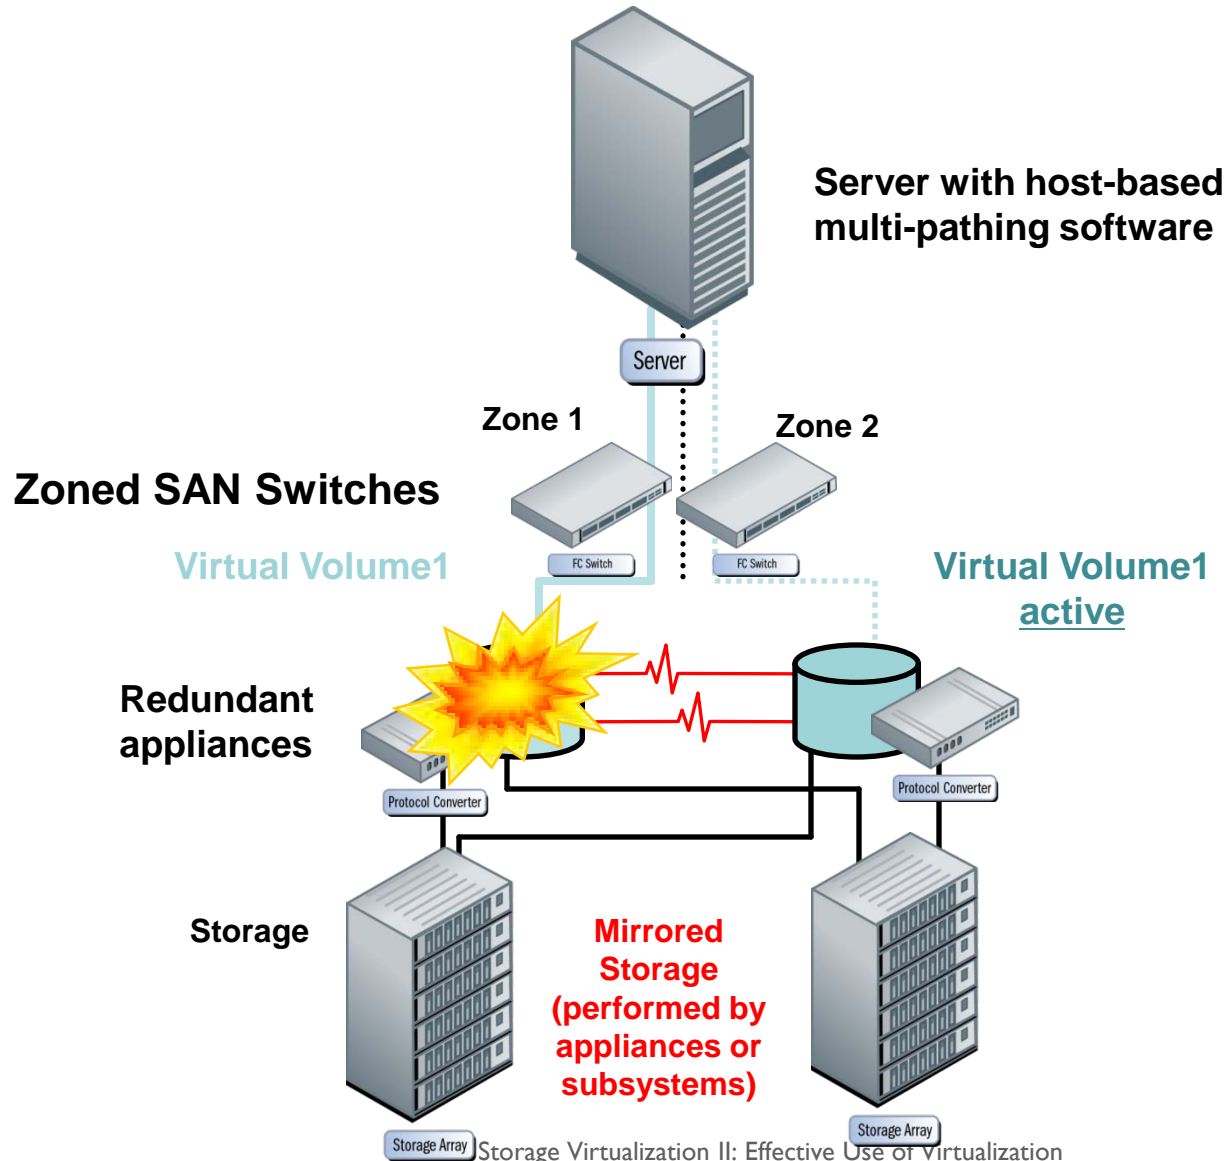 Server with host-based
multi-pathing software
Server
Zone 1
Zone 2
Zoned SAN Switches
FC Switch
FC Switch
Virtual Volume1
Virtual Volume1
active
Redundant
appliances
Protocol Converter
Protocol Converter
Storage
Mirrored
Storage
(performed by
appliances or
subsystems)
Storage Array
Storage Array
Storage Virtualization II: Effective Use of Virtualization